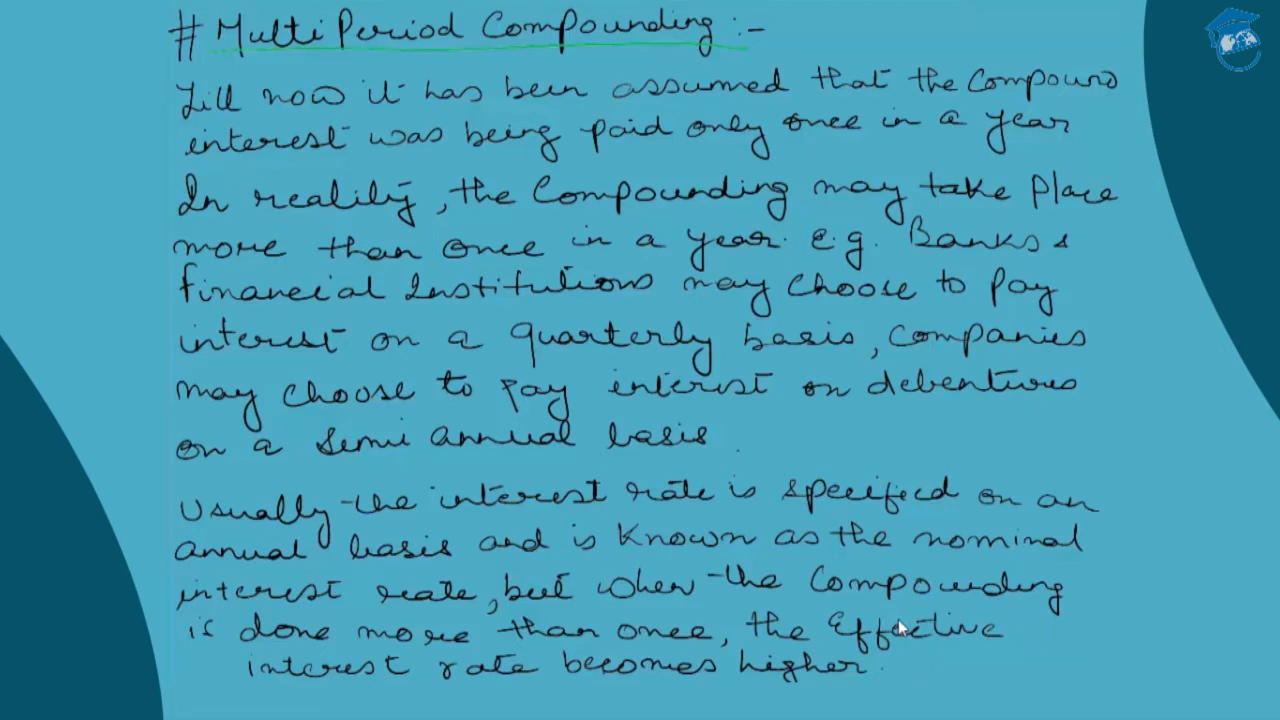 # Multi Period Compounding :-
Till now it has been assumed that the Compound
interest was being paid only once in a year
In reality, the Compounding may take Place
more than once in a year. E.g. Banks &
Financial Institutions may choose to Pay
interest on a quarterly basis, Companies
may choose to pay interest on debentures
on a Semi annual basis.
Usually the interest rate is specified on an
annual basis and is known as the nominal
interest rate, but when the Compounding
is done more than once, the Effective
interest rate becomes higher.